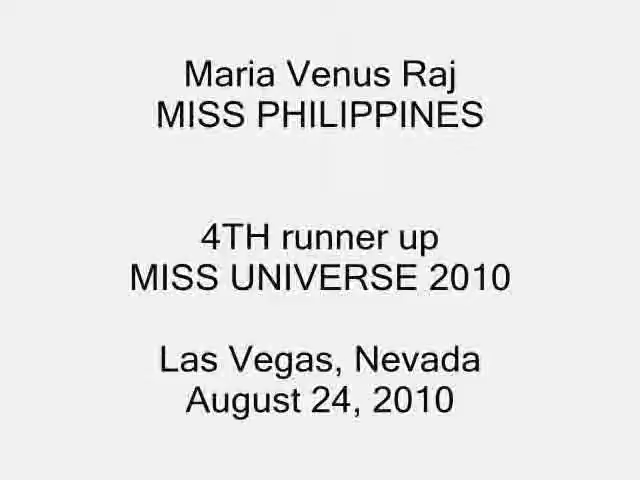 Maria Venus Raj
MISS PHILIPPINES
4TH runner up
MISS UNIVERSE 2010
Las Vegas, Nevada
August 24, 2010